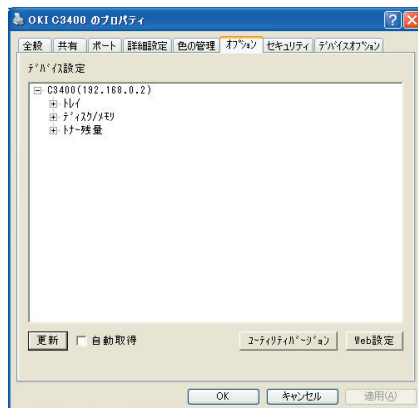 OKI C3400 のプロパティ
全般 共有 ポート 詳細設定 色の管理 ｵﾌﾟｼｮﾝ セキュリティ ﾃﾞﾊﾞｲｽｵﾌﾟｼｮﾝ
ﾃﾞﾊﾞｲｽ設定
C3400(192.168.0.2)
ﾄﾚｲ
ﾃﾞｨｽｸ/ﾒﾓﾘ
ﾄﾅｰ残量
更新 自動取得 ﾕｰﾃｨﾘﾃｨﾊﾞｰｼﾞｮﾝ Web設定
OK キャンセル 適用(A)